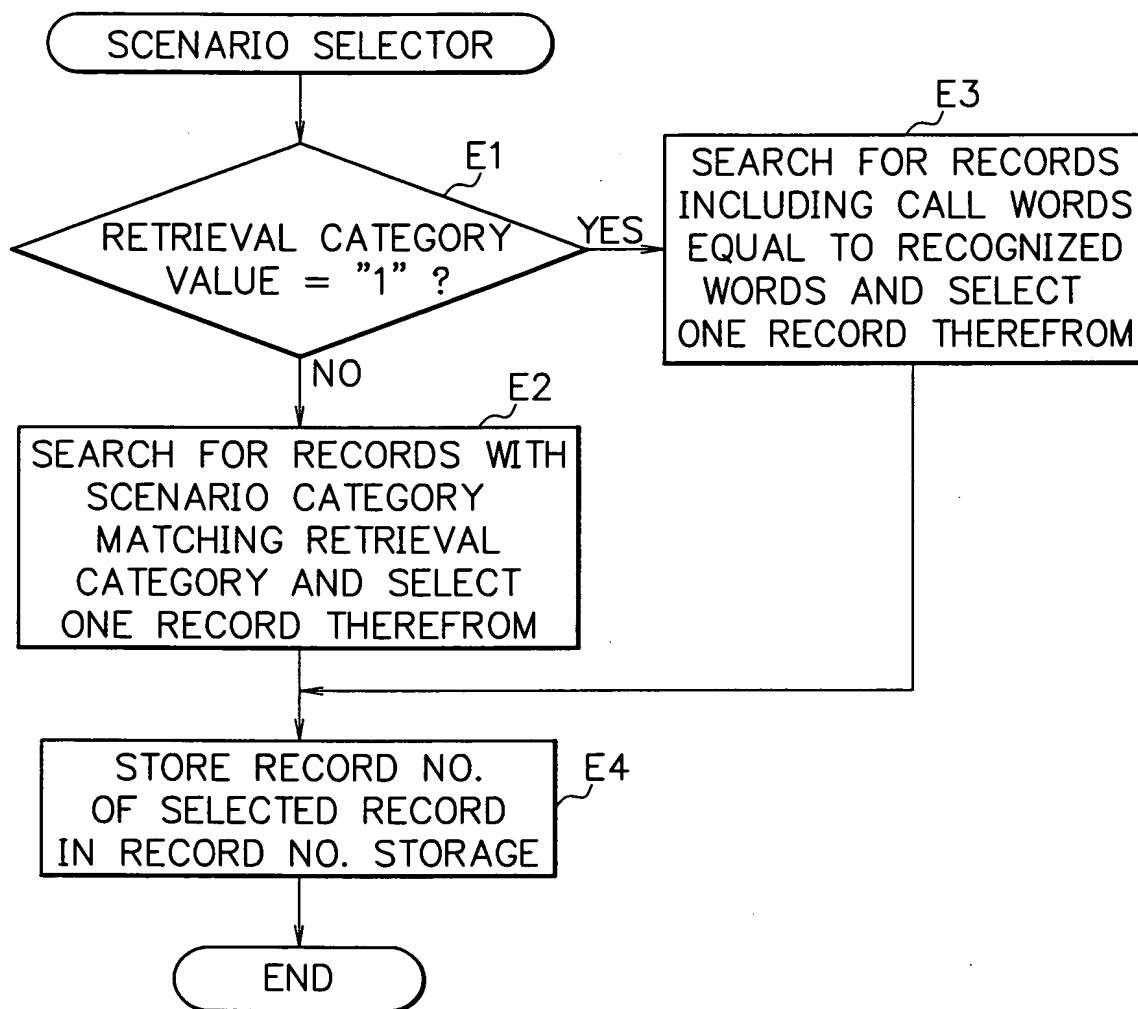 SCENARIO SELECTOR
E1
RETRIEVAL CATEGORY
VALUE = "1" ?
YES
NO
E3
SEARCH FOR RECORDS
INCLUDING CALL WORDS
EQUAL TO RECOGNIZED
WORDS AND SELECT
ONE RECORD THEREFROM
E2
SEARCH FOR RECORDS WITH
SCENARIO CATEGORY
MATCHING RETRIEVAL
CATEGORY AND SELECT
ONE RECORD THEREFROM
E4
STORE RECORD NO.
OF SELECTED RECORD
IN RECORD NO. STORAGE
END